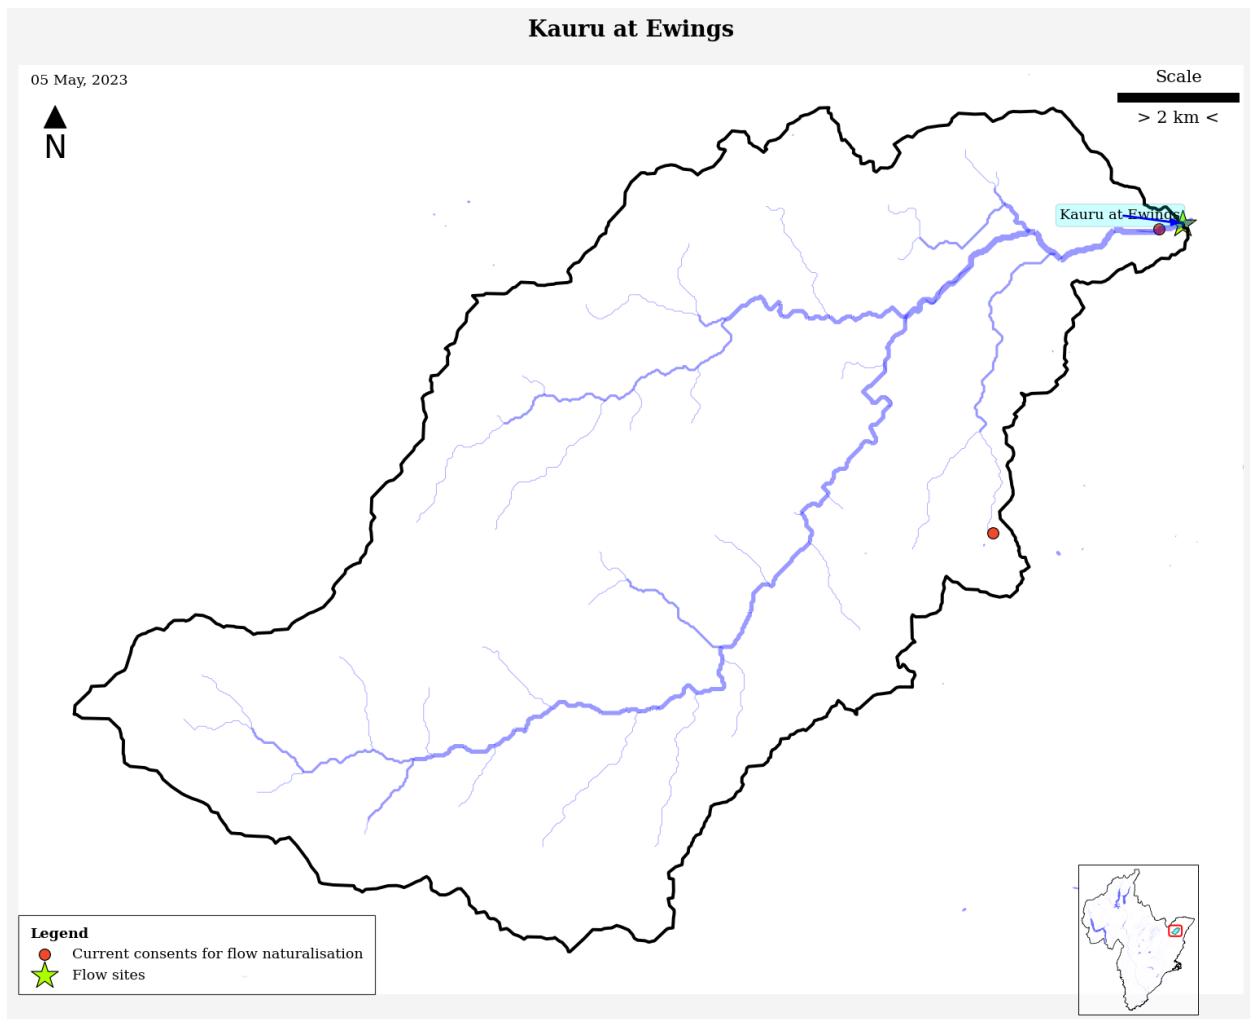 Kauru at Ewings
05 May, 2023
Scale
> 2 km <
N
Kauru at Ewings
Legend
Current consents for flow naturalisation
Flow sites